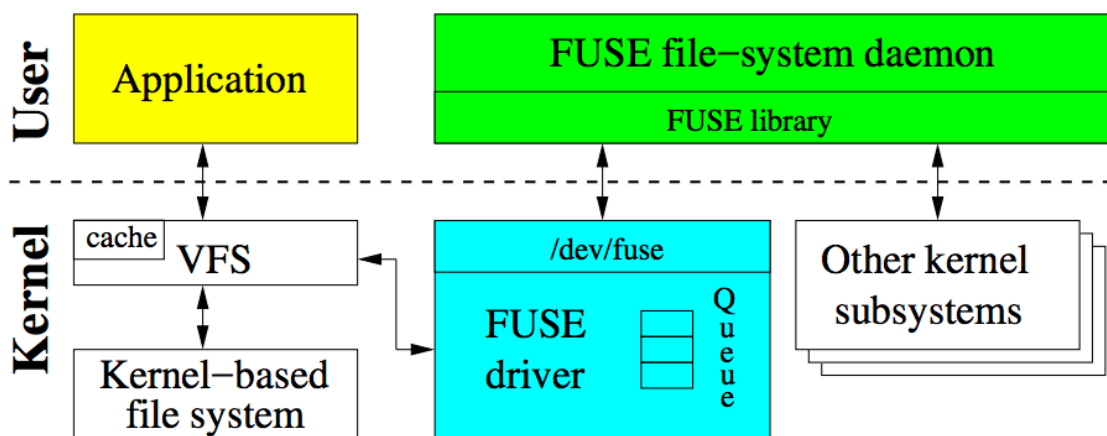 User
Application
FUSE file−system daemon
FUSE library
Kernel
cache
VFS
Kernel−based
file system
/dev/fuse
FUSE
driver
Queue
Other kernel
subsystems